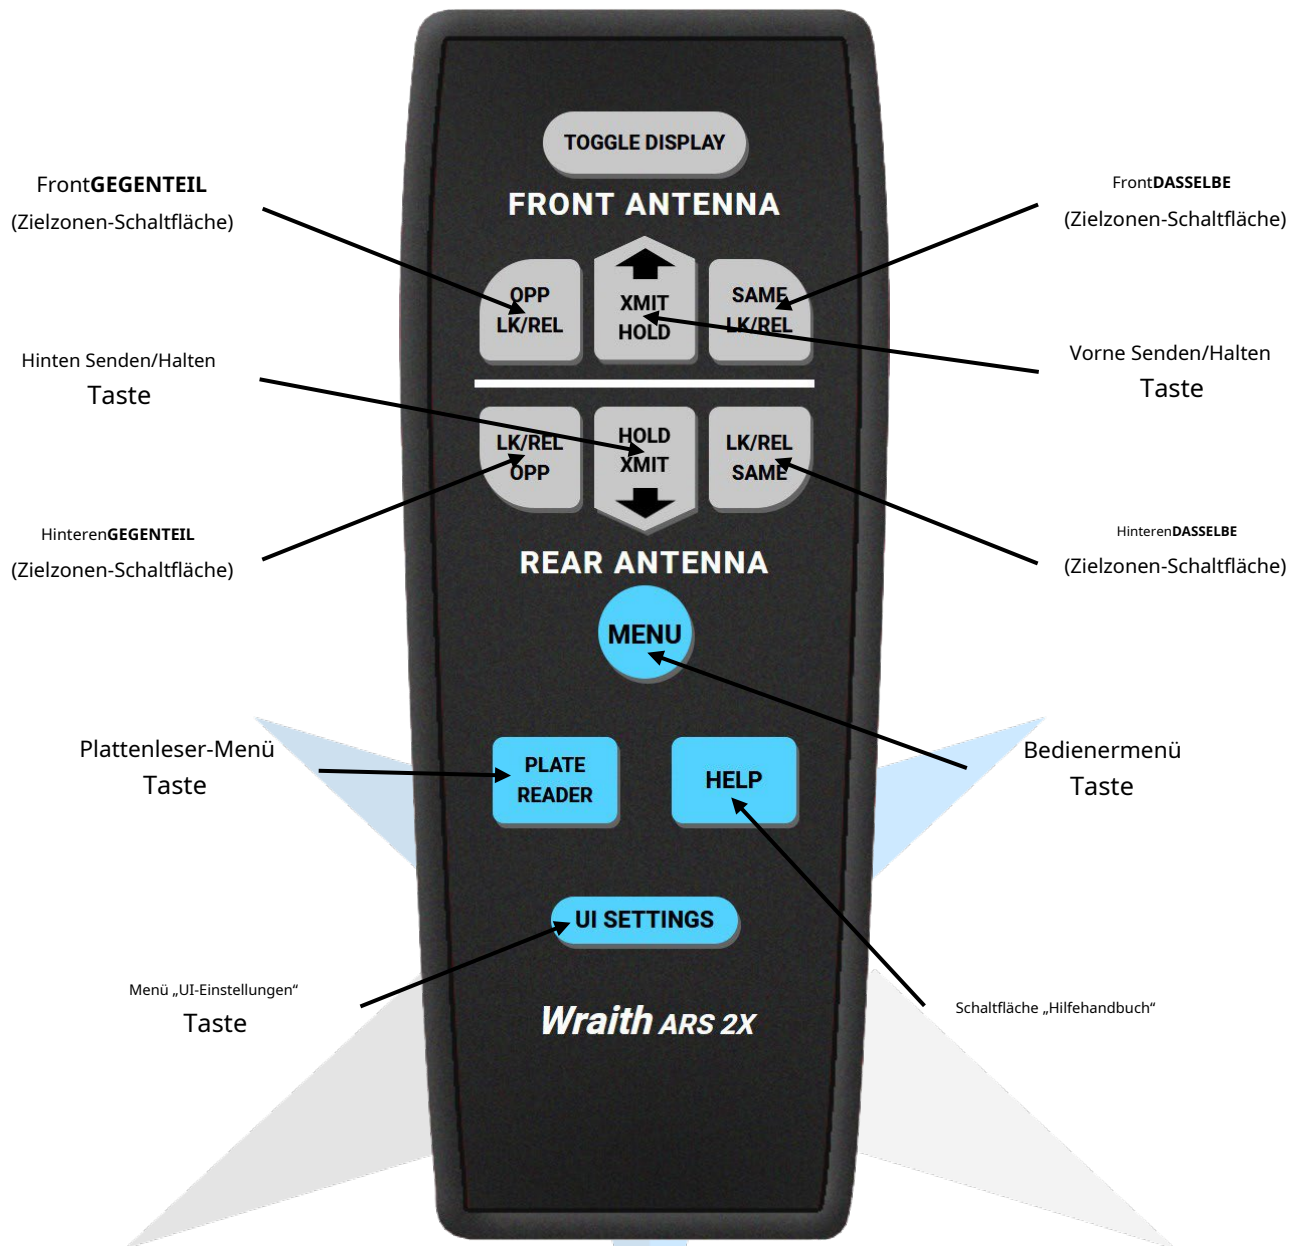 TOGGLE DISPLAY
FRONT ANTENNA
FrontGEGENTEIL
(Zielzonen-Schaltfläche)
FrontDASSELBE
(Zielzonen-Schaltfläche)
OPP
LK/REL
XMIT
HOLD
SAME
LK/REL
Hinten Senden/Halten
Taste
Vorne Senden/Halten
Taste
LK/REL
OPP
HOLD
XMIT
LK/REL
SAME
HinterenGEGENTEIL
(Zielzonen-Schaltfläche)
HinterenDASSELBE
(Zielzonen-Schaltfläche)
REAR ANTENNA
MENU
Plattenleser-Menü
Taste
PLATE
READER
HELP
Bedienermenü
Taste
UI SETTINGS
Menü „UI-Einstellungen“
Taste
Schaltfläche „Hilfehandbuch“
Wraith ARS 2X